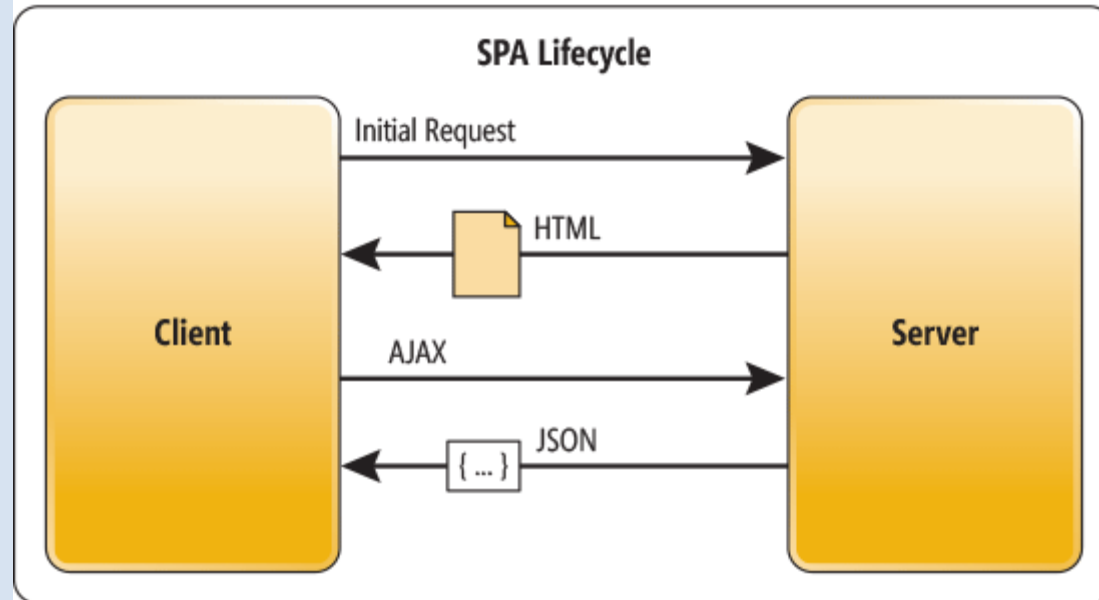 SPA Lifecycle
Initial Request
HTML
Client
Server
AJAX
JSON
{ ... }